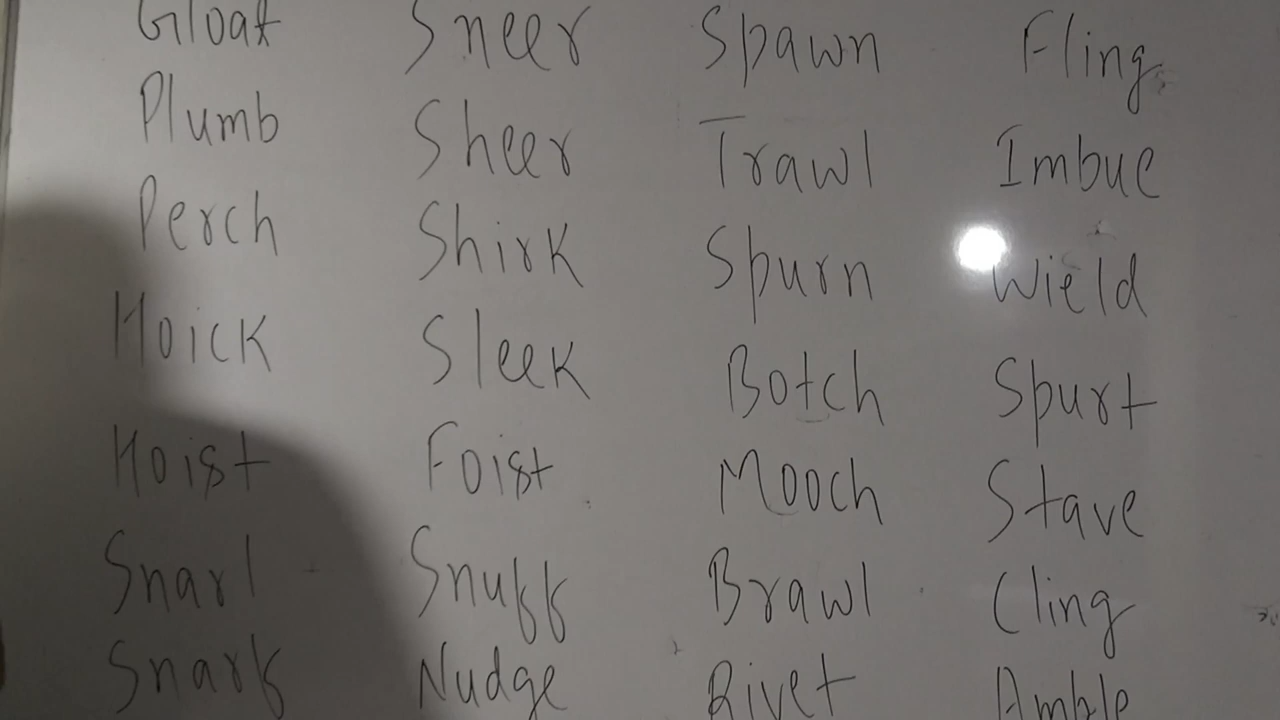 Gloat Sneer Spawn Fling
Plumb Sheer Trawl Imbue
Perch Shirk Spurn Wield
Hoick Sleek Botch Spurt
Hoist Foist Mooch Stave
Snarl Snuff Brawl Cling
Snarf Nudge Rivet Amble